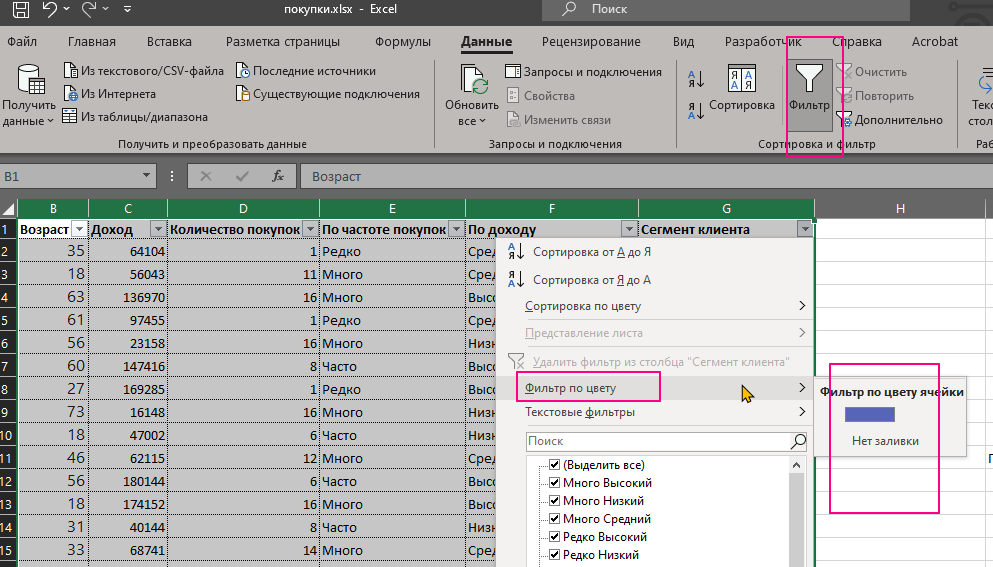 покупки.xlsx - Excel
Поиск
Файл Главная Вставка Разметка страницы Формулы Данные Рецензирование Вид Разработчик Справка Acrobat
Получить данные
Из текстового/CSV-файла
Из Интернета
Из таблицы/диапазона
Последние источники
Существующие подключения
Получить и преобразовать данные
Обновить все
Запросы и подключения
Свойства
Изменить связи
Запросы и подключения
Сортировка
Фильтр
Очистить
Повторить
Дополнительно
Сортировка и фильтр
B1
fx
Возраст
B C D E F G H
1 Возраст Доход Количество покупок По частоте покупок По доходу Сегмент клиента
2 35 64104 1 Редко Сред
3 18 56043 11 Много Сред
4 63 136970 16 Много Высо
5 61 97455 1 Редко Сред
6 56 23158 16 Много Низк
7 60 147416 8 Часто Высо
8 27 169285 1 Редко Высо
9 73 16148 16 Много Низк
10 18 47002 6 Часто Низк
11 46 62115 12 Много Сред
12 56 180144 6 Часто Высо
13 18 174152 16 Много Высо
14 31 40144 8 Часто Низк
15 33 68741 14 Много Сред
Сортировка от А до Я
Сортировка от Я до А
Сортировка по цвету
Представление листа
Удалить фильтр из столбца "Сегмент клиента"
Фильтр по цвету
Текстовые фильтры
Поиск
(Выделить все)
Много Высокий
Много Низкий
Много Средний
Редко Высокий
Редко Низкий
Фильтр по цвету ячейки
Нет заливки